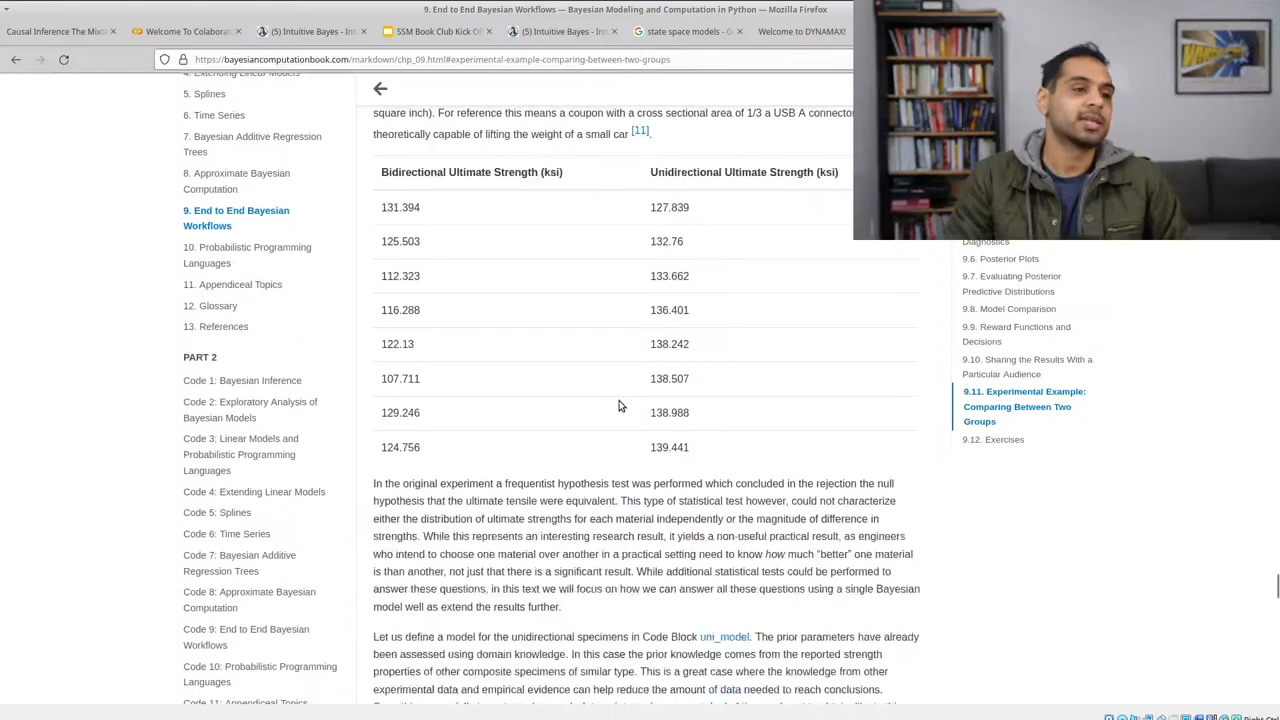 9. End to End Bayesian Workflows — Bayesian Modeling and Computation in Python — Mozilla Firefox
Causal Inference The Mixta
Welcome To Colaborat
(5) Intuitive Bayes - Int
SSM Book Club Kick Of
(5) Intuitive Bayes - Int
state space models - G
Welcome to DYNAMAX!
https://bayesiancomputationbook.com/markdown/chp_09.html#experimental-example-comparing-between-two-groups
4. Extending Linear Models
5. Splines
6. Time Series
7. Bayesian Additive Regression
Trees
8. Approximate Bayesian
Computation
9. End to End Bayesian
Workflows
10. Probabilistic Programming
Languages
11. Appendiceal Topics
12. Glossary
13. References
PART 2
Code 1: Bayesian Inference
Code 2: Exploratory Analysis of
Bayesian Models
Code 3: Linear Models and
Probabilistic Programming
Languages
Code 4: Extending Linear Models
Code 5: Splines
Code 6: Time Series
Code 7: Bayesian Additive
Regression Trees
Code 8: Approximate Bayesian
Computation
Code 9: End to End Bayesian
Workflows
Code 10: Probabilistic Programming
Languages
Code 11: Appendiceal Topics
square inch). For reference this means a coupon with a cross sectional area of 1/3 a USB A connector
theoretically capable of lifting the weight of a small car [11].
Bidirectional Ultimate Strength (ksi) Unidirectional Ultimate Strength (ksi)
131.394 127.839
125.503 132.76
112.323 133.662
116.288 136.401
122.13 138.242
107.711 138.507
129.246 138.988
124.756 139.441
In the original experiment a frequentist hypothesis test was performed which concluded in the rejection the null
hypothesis that the ultimate tensile were equivalent. This type of statistical test however, could not characterize
either the distribution of ultimate strengths for each material independently or the magnitude of difference in
strengths. While this represents an interesting research result, it yields a non-useful practical result, as engineers
who intend to choose one material over another in a practical setting need to know how much “better” one material
is than another, not just that there is a significant result. While additional statistical tests could be performed to
answer these questions, in this text we will focus on how we can answer all these questions using a single Bayesian
model well as extend the results further.
Let us define a model for the unidirectional specimens in Code Block uni_model. The prior parameters have already
been assessed using domain knowledge. In this case the prior knowledge comes from the reported strength
properties of other composite specimens of similar type. This is a great case where the knowledge from other
experimental data and empirical evidence can help reduce the amount of data needed to reach conclusions.
Diagnostics
9.6. Posterior Plots
9.7. Evaluating Posterior
Predictive Distributions
9.8. Model Comparison
9.9. Reward Functions and
Decisions
9.10. Sharing the Results With a
Particular Audience
9.11. Experimental Example:
Comparing Between Two
Groups
9.12. Exercises
Right Ctrl